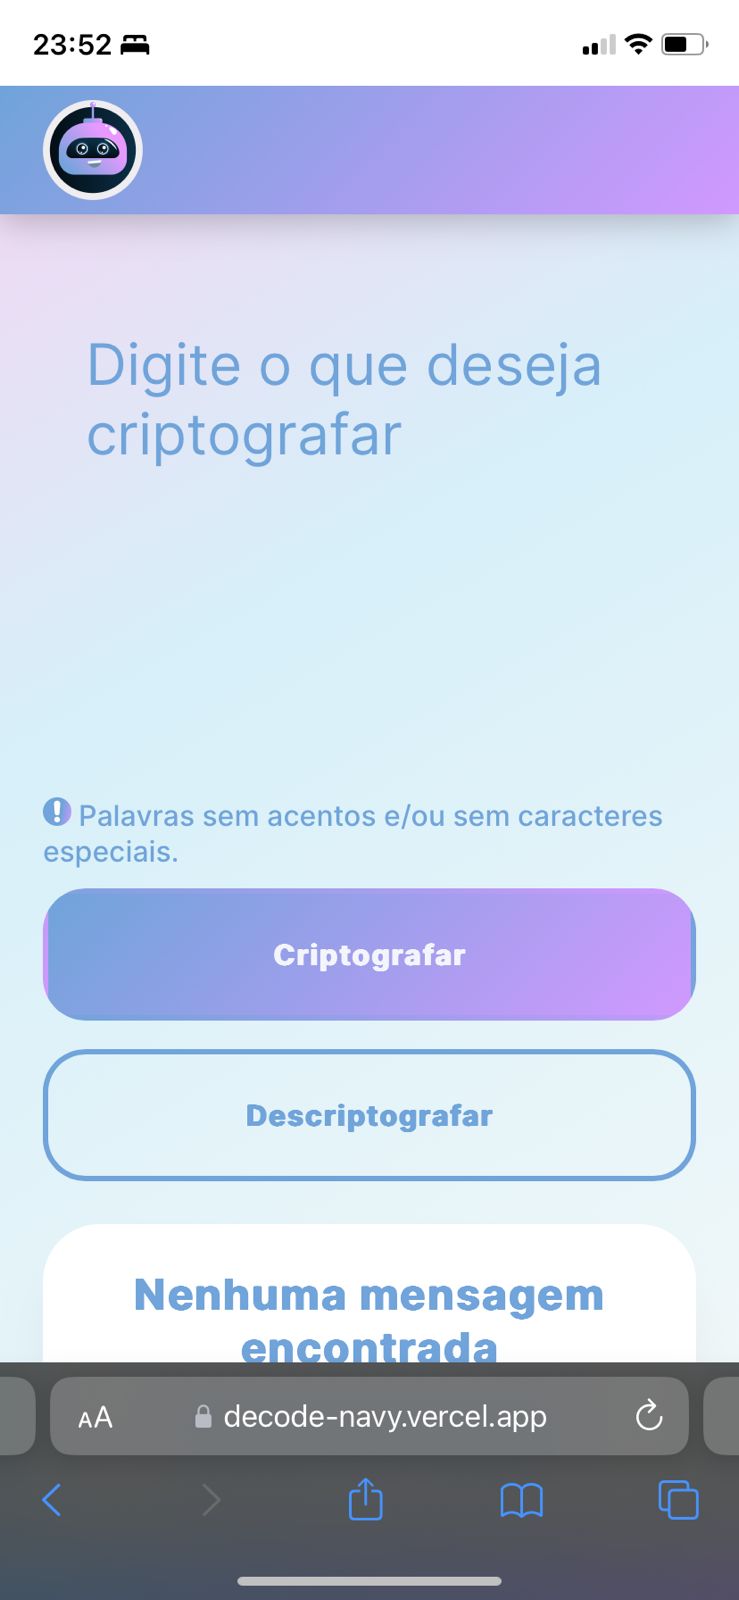 23:52
Digite o que deseja
criptografar
Palavras sem acentos e/ou sem caracteres
especiais.
Criptografar
Descriptografar
Nenhuma mensagem
encontrada
AA decode-navy.vercel.app